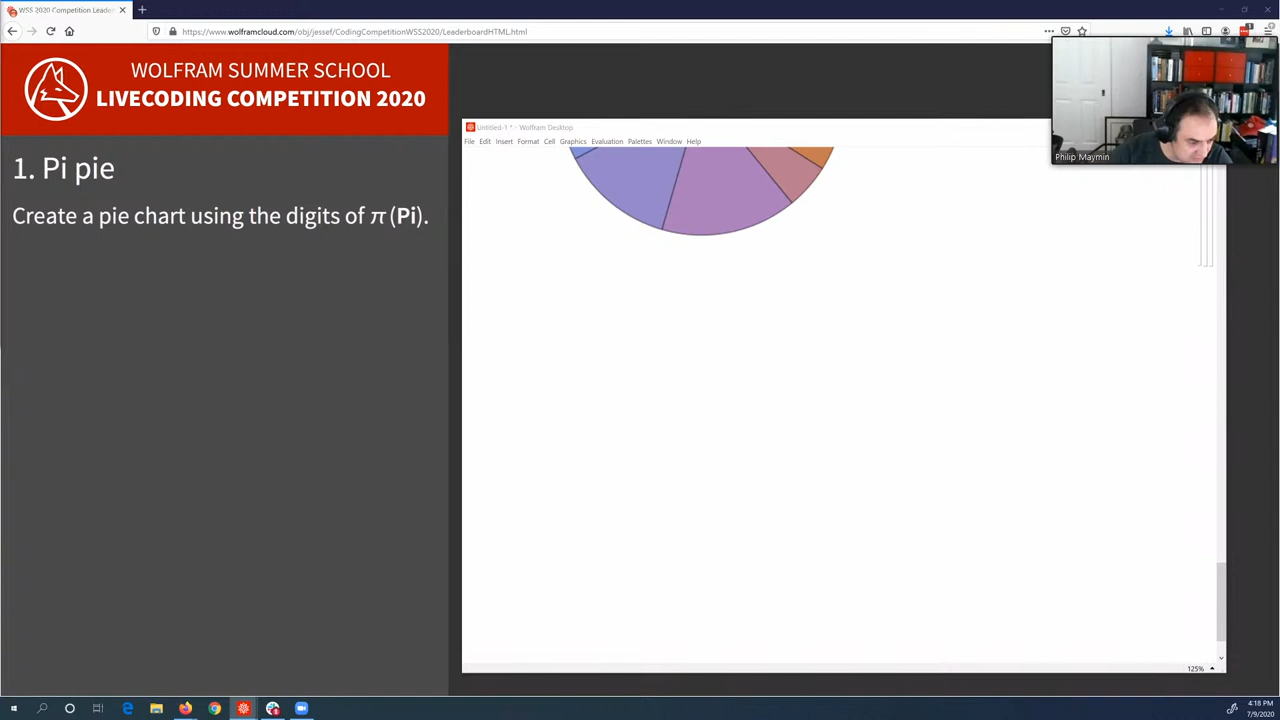 WSS 2020 Competition Leader
https://www.wolframcloud.com/obj/jessef/CodingCompetitionWSS2020/LeaderboardHTML.html
WOLFRAM SUMMER SCHOOL
LIVECODING COMPETITION 2020
1. Pi pie
Create a pie chart using the digits of π (Pi).
Untitled-1 * - Wolfram Desktop
File Edit Insert Format Cell Graphics Evaluation Palettes Window Help
Philip Maymin
125%
4:18 PM
7/9/2020